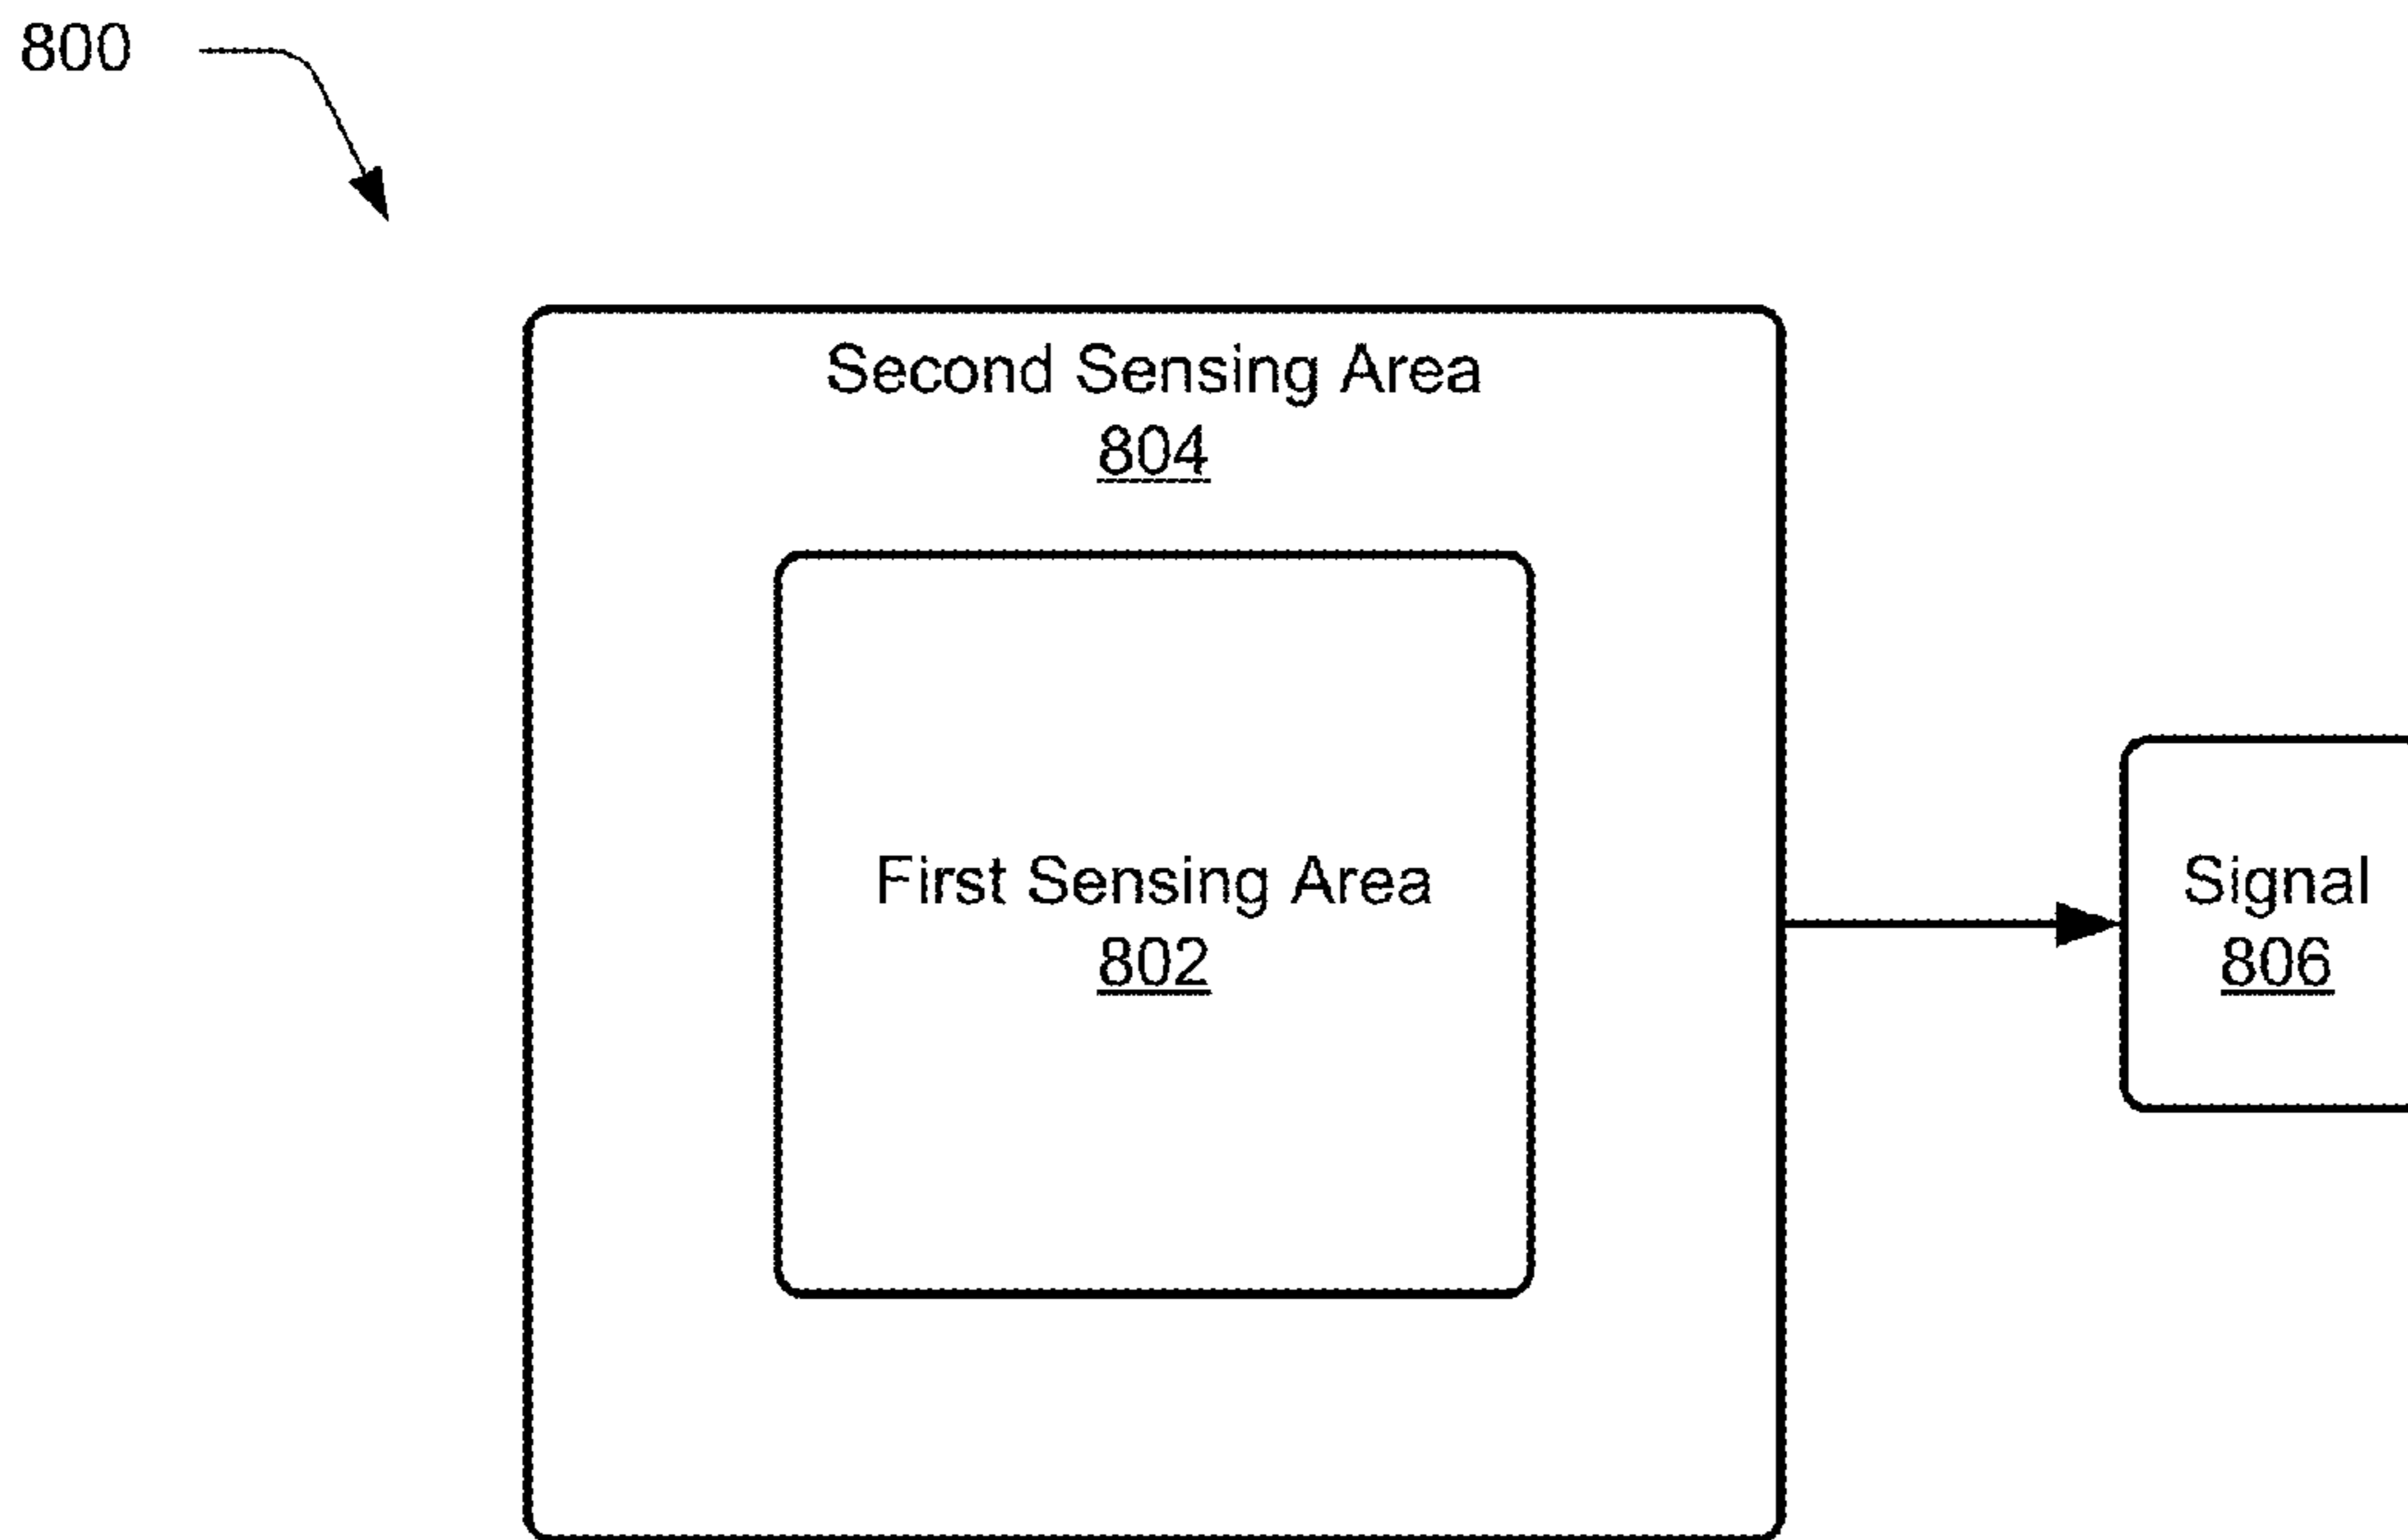 800
Second Sensing Area
804
First Sensing Area
802
Signal
806